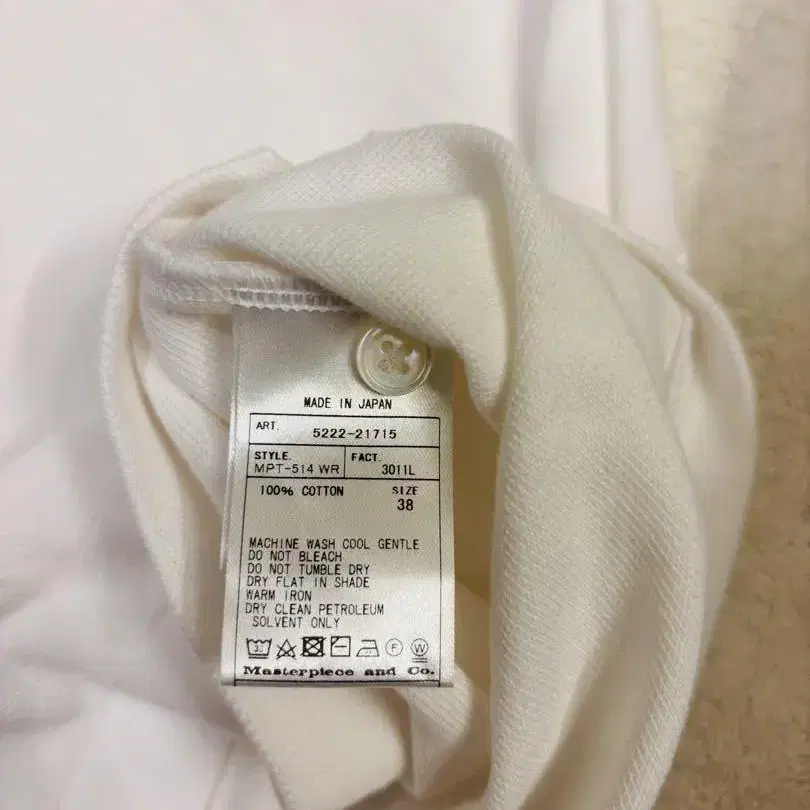 MADE IN JAPAN
ART. 5222-21715
STYLE. FACT.
MPT-514 WR 3011L
100% COTTON SIZE
38
MACHINE WASH COOL GENTLE
DO NOT BLEACH
DO NOT TUMBLE DRY
DRY FLAT IN SHADE
WARM IRON
DRY CLEAN PETROLEUM
SOLVENT ONLY
F W
Masterpiece and Co.